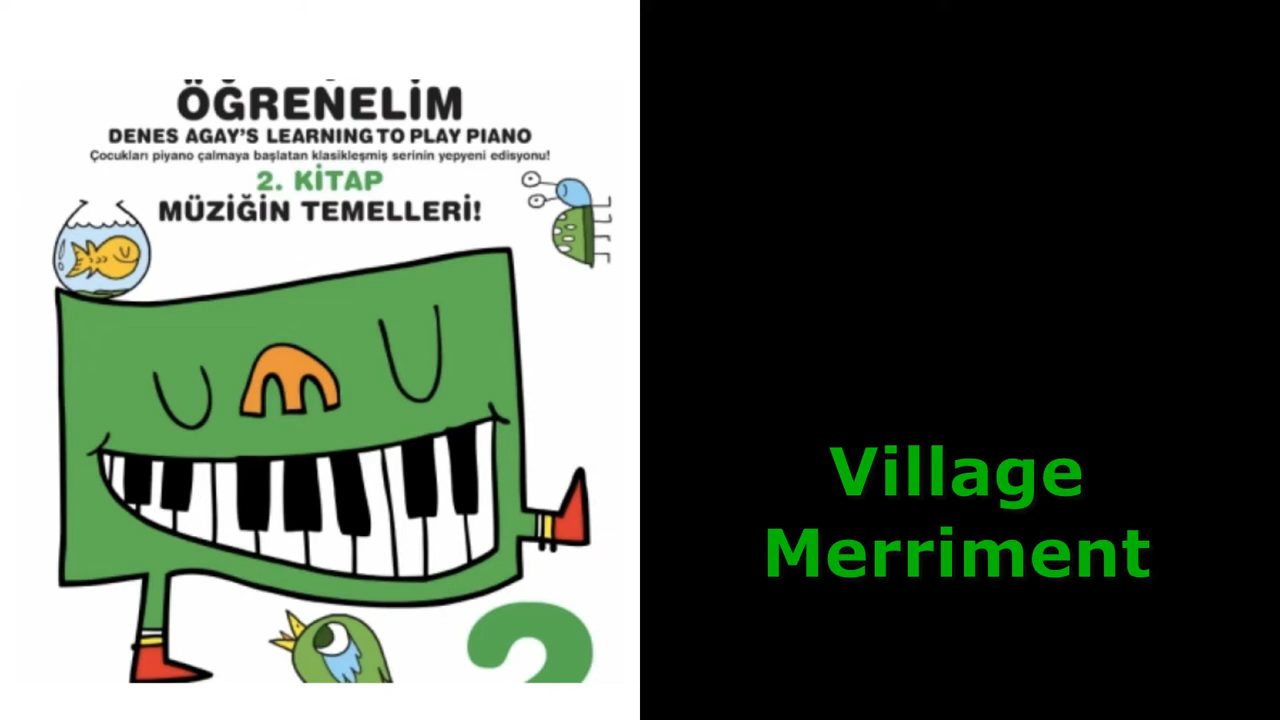 ÖĞRENELİM
DENES AGAY'S LEARNING TO PLAY PIANO
Çocukları piyano çalmaya başlatan klasikleşmiş serinin yepyeni edisyonu!
2. KİTAP
MÜZİĞİN TEMELLERİ!
2
Village
Merriment